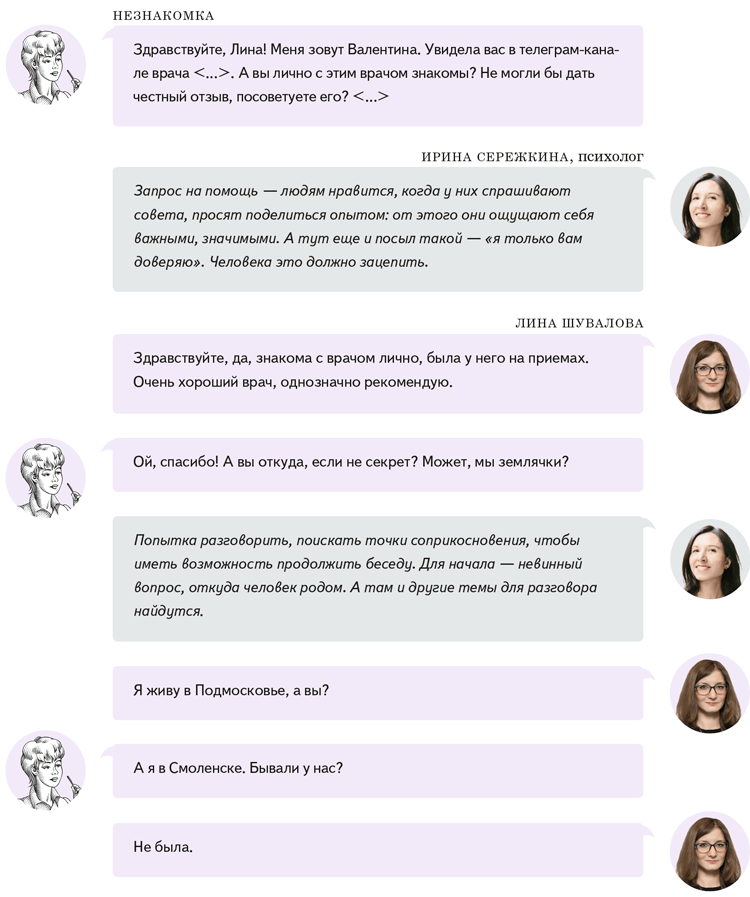 НЕЗНАКОМКА
Здравствуйте, Лина! Меня зовут Валентина. Увидела вас в телеграм-кана-
ле врача <...>. А вы лично с этим врачом знакомы? Не могли бы дать
честный отзыв, посоветуете его? <...>
ИРИНА СЕРЕЖКИНА, психолог
Запрос на помощь — людям нравится, когда у них спрашивают
совета, просят поделиться опытом: от этого они ощущают себя
важными, значимыми. А тут еще и посыл такой — «я только вам
доверяю». Человека это должно зацепить.
ЛИНА ШУВАЛОВА
Здравствуйте, да, знакома с врачом лично, была у него на приемах.
Очень хороший врач, однозначно рекомендую.
Ой, спасибо! А вы откуда, если не секрет? Может, мы землячки?
Попытка разговорить, поискать точки соприкосновения, чтобы
иметь возможность продолжить беседу. Для начала — невинный
вопрос, откуда человек родом. А там и другие темы для разговора
найдутся.
Я живу в Подмосковье, а вы?
А я в Смоленске. Бывали у нас?
Не была.